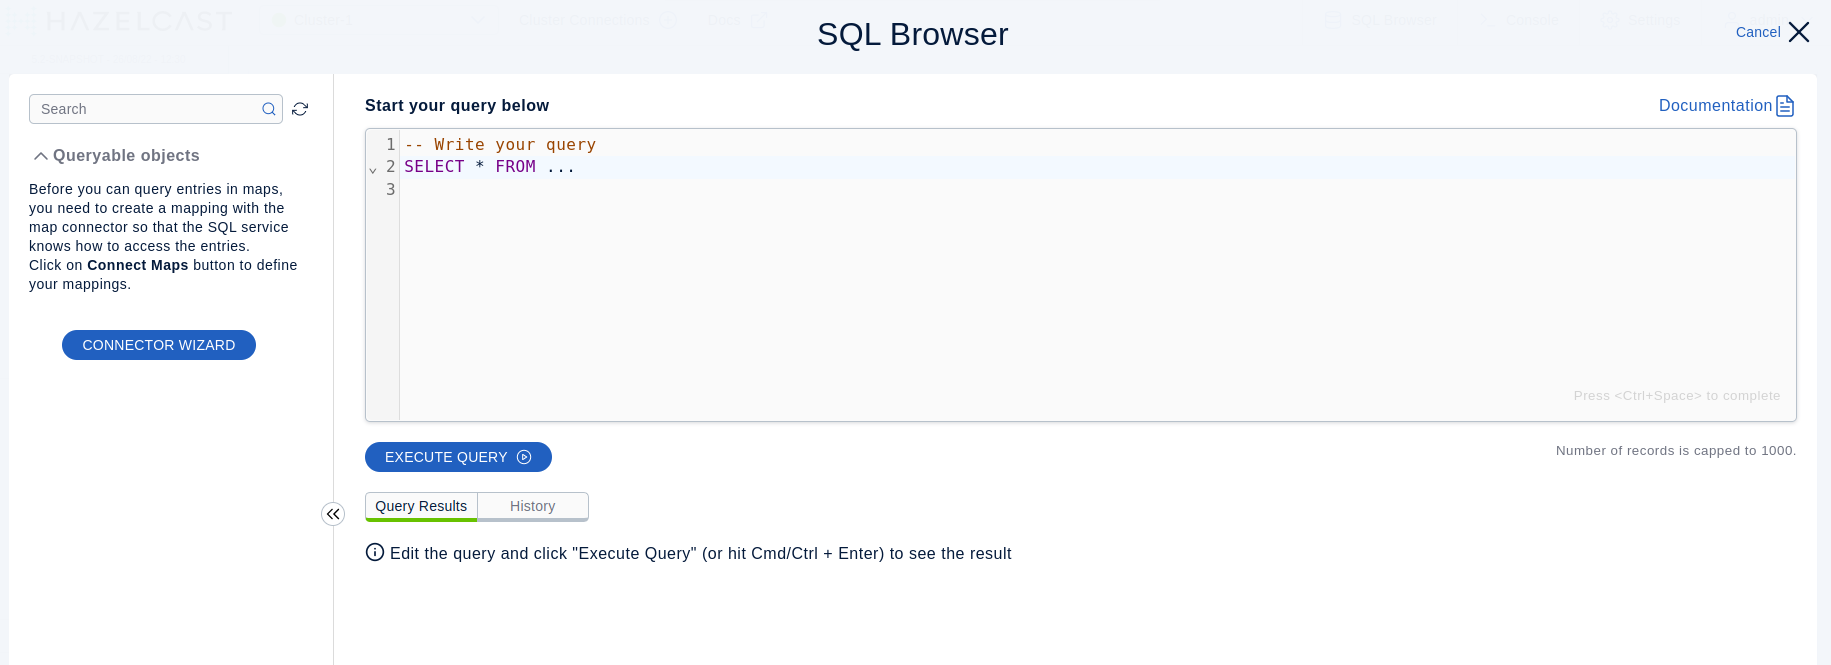 HAZELCAST
Cluster 1
Cluster Connections
Docs
SQL Browser
Console
Settings
SQL Browser
Cancel
Search
Queryable objects
Before you can query entries in maps,
you need to create a mapping with the
map connector so that the SQL service
knows how to access the entries.
Click on Connect Maps button to define
your mappings.
CONNECTOR WIZARD
Start your query below
Documentation
1 -- Write your query
2 SELECT * FROM ...
3
Press <Ctrl+Space> to complete
EXECUTE QUERY
Number of records is capped to 1000.
Query Results
History
Edit the query and click "Execute Query" (or hit Cmd/Ctrl + Enter) to see the result